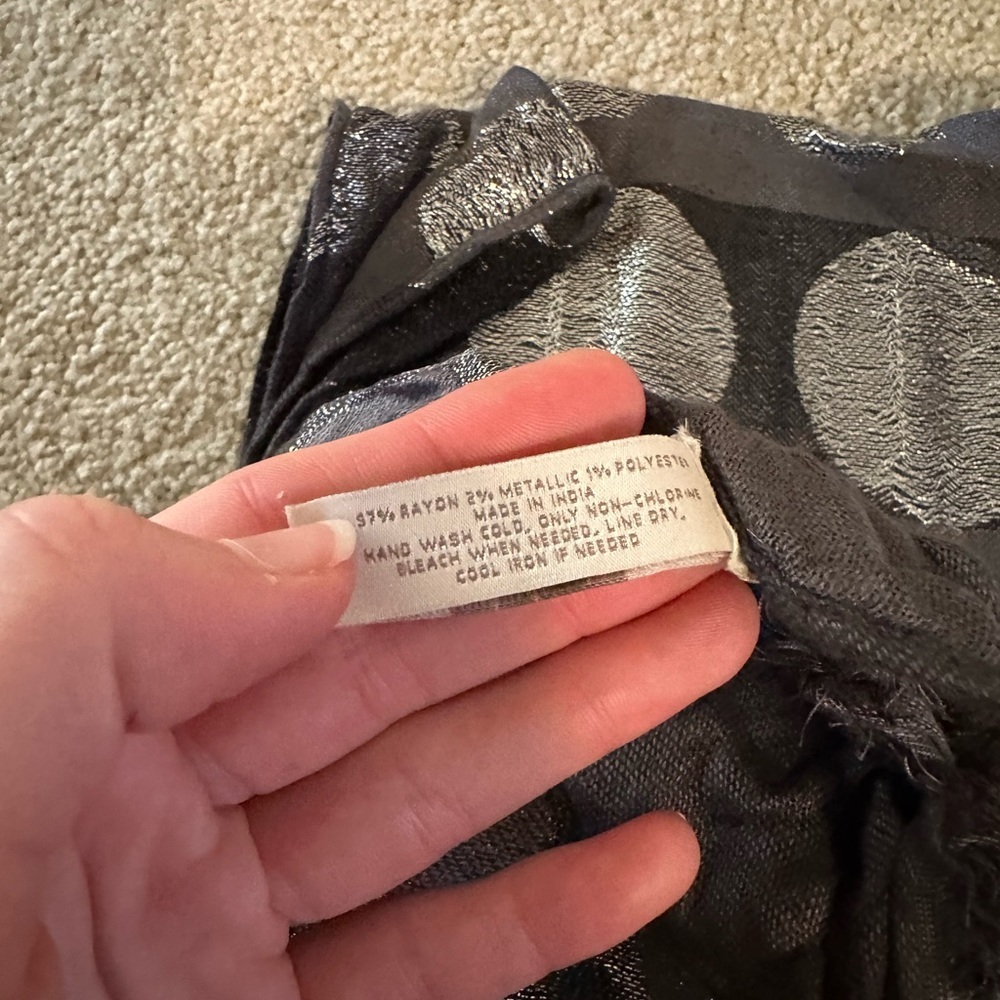 97% RAYON 2% METALLIC 1% POLYESTER
MADE IN INDIA
HAND WASH COLD. ONLY NON-CHLORINE
BLEACH WHEN NEEDED. LINE DRY.
COOL IRON IF NEEDED